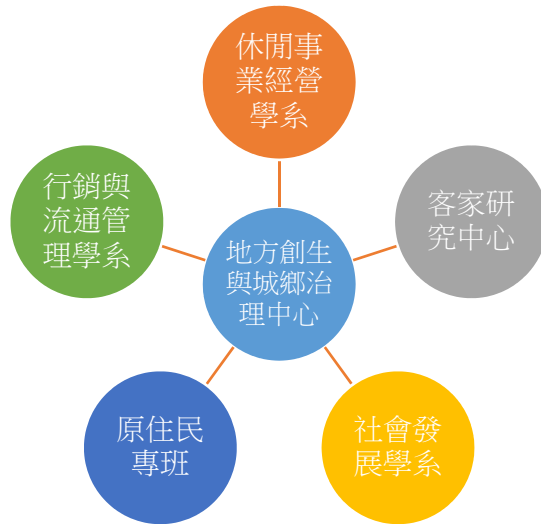 休閒事
業經營
學系
行銷與
流通管
理學系
客家研
究中心
地方創生
與城鄉治
理中心
原住民
專班
社會發
展學系